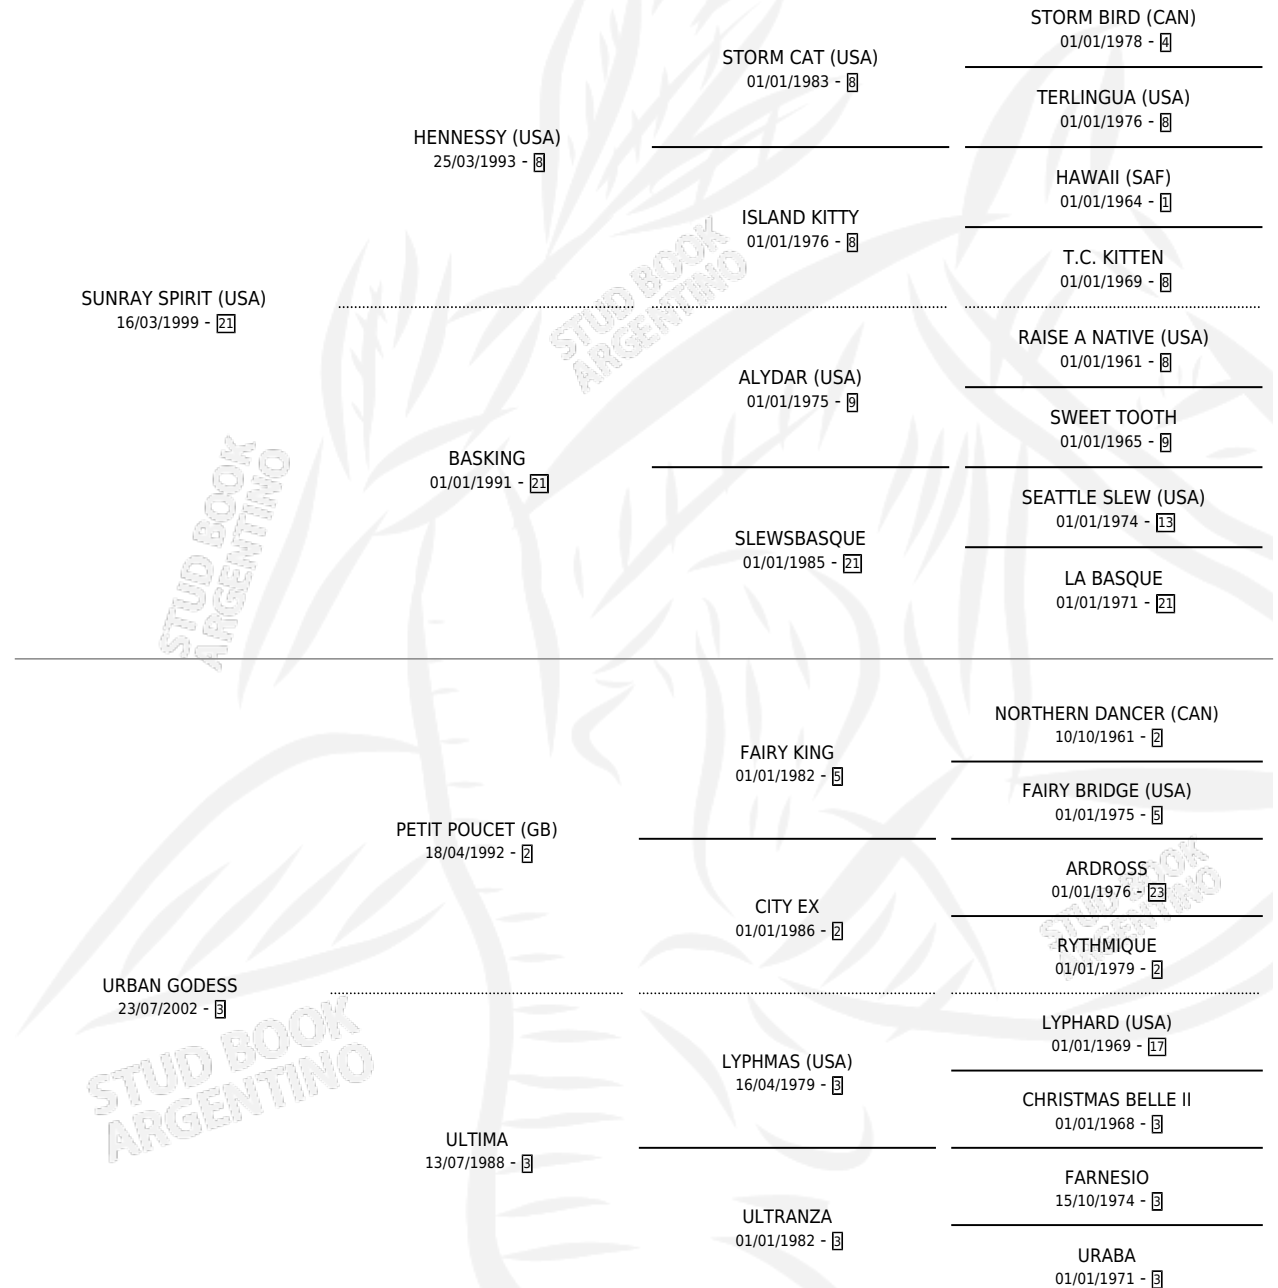 STORM BIRD (CAN)
01/01/1978 - 4
STORM CAT (USA)
01/01/1983 - 8
TERLINGUA (USA)
01/01/1976 - 8
HENNESSY (USA)
25/03/1993 - 8
HAWAII (SAF)
01/01/1964 - 1
ISLAND KITTY
01/01/1976 - 8
T.C. KITTEN
01/01/1969 - 8
SUNRAY SPIRIT (USA)
16/03/1999 - 21
RAISE A NATIVE (USA)
01/01/1961 - 8
ALYDAR (USA)
01/01/1975 - 9
SWEET TOOTH
01/01/1965 - 9
BASKING
01/01/1991 - 21
SEATTLE SLEW (USA)
01/01/1974 - 13
SLEWSBASQUE
01/01/1985 - 21
LA BASQUE
01/01/1971 - 21
NORTHERN DANCER (CAN)
10/10/1961 - 2
FAIRY KING
01/01/1982 - 5
FAIRY BRIDGE (USA)
01/01/1975 - 5
PETIT POUCET (GB)
18/04/1992 - 2
ARDROSS
01/01/1976 - 23
CITY EX
01/01/1986 - 2
RYTHMIQUE
01/01/1979 - 2
URBAN GODESS
23/07/2002 - 3
LYPHARD (USA)
01/01/1969 - 17
LYPHMAS (USA)
16/04/1979 - 3
CHRISTMAS BELLE II
01/01/1968 - 3
ULTIMA
13/07/1988 - 3
FARNESIO
15/10/1974 - 3
ULTRANZA
01/01/1982 - 3
URABA
01/01/1971 - 3
STUD BOOK
ARGENTINO
STUD BOOK
ARGENTINO
STUD BOOK
ARGENTINO
STUD BOOK
ARGENTINO